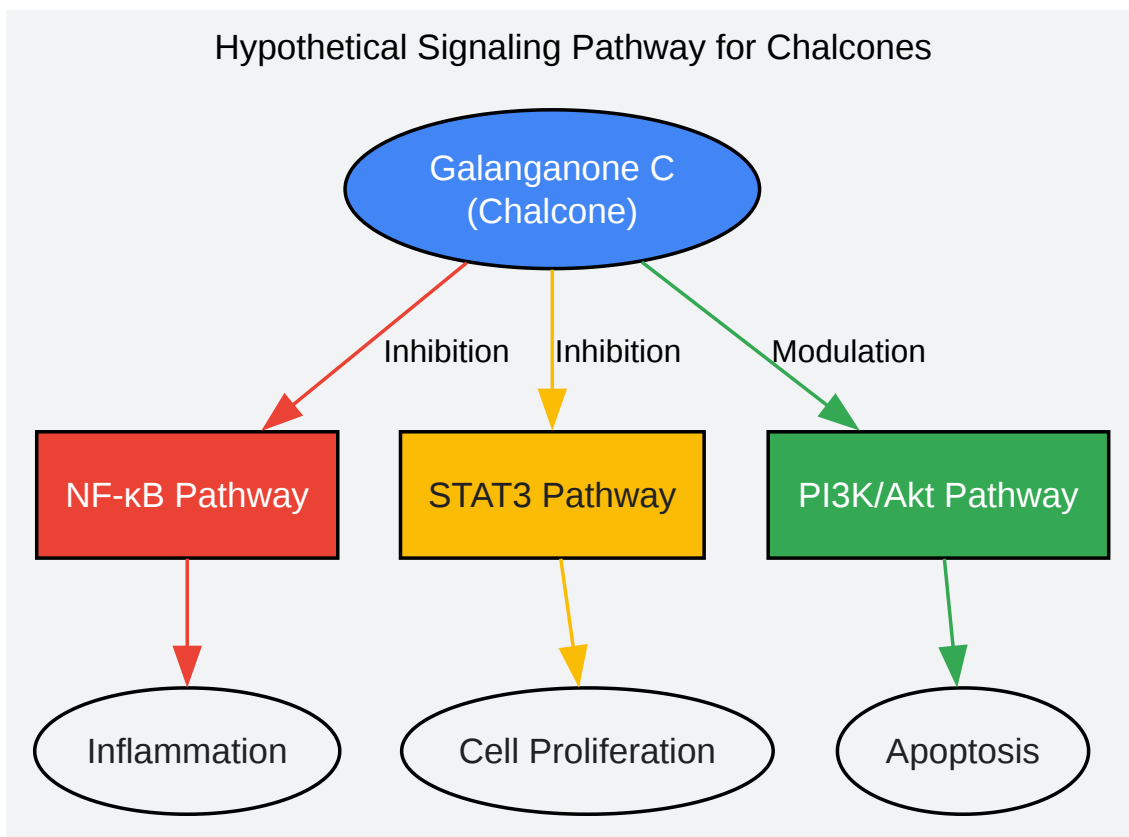 Hypothetical Signaling Pathway for Chalcones
Galanganone C
(Chalcone)
Inhibition
Inhibition
Modulation
NF-κB Pathway
STAT3 Pathway
PI3K/Akt Pathway
Inflammation
Cell Proliferation
Apoptosis